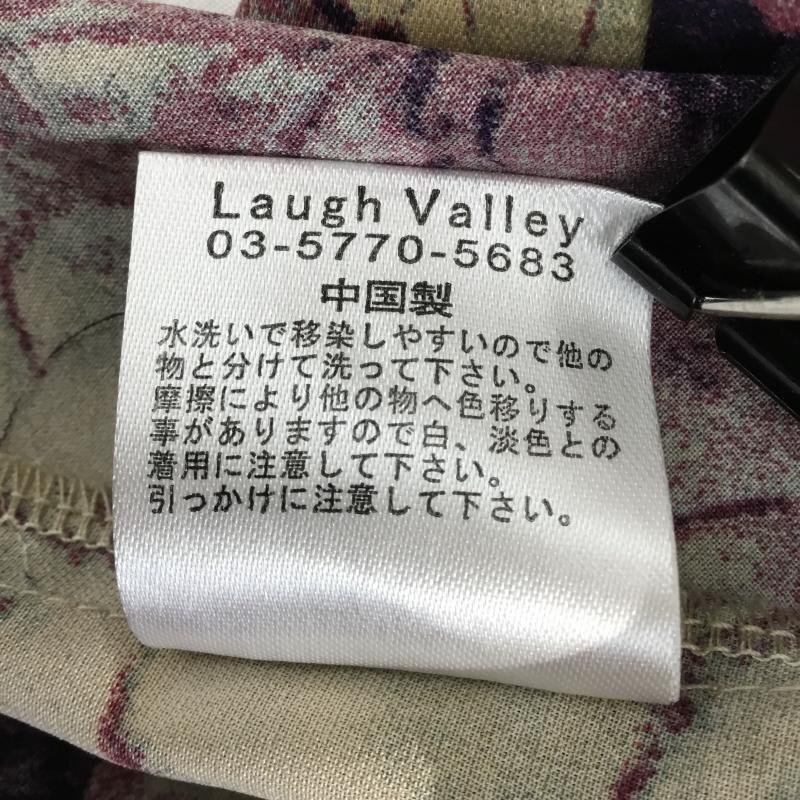 Laugh Valley
03-5770-5683
中国製
水洗いで移染しやすいので他の
物と分けて洗って下さい。
摩擦により他の物へ色移りする
事がありますので白、淡色との
着用に注意して下さい。
引っかけに注意して下さい。